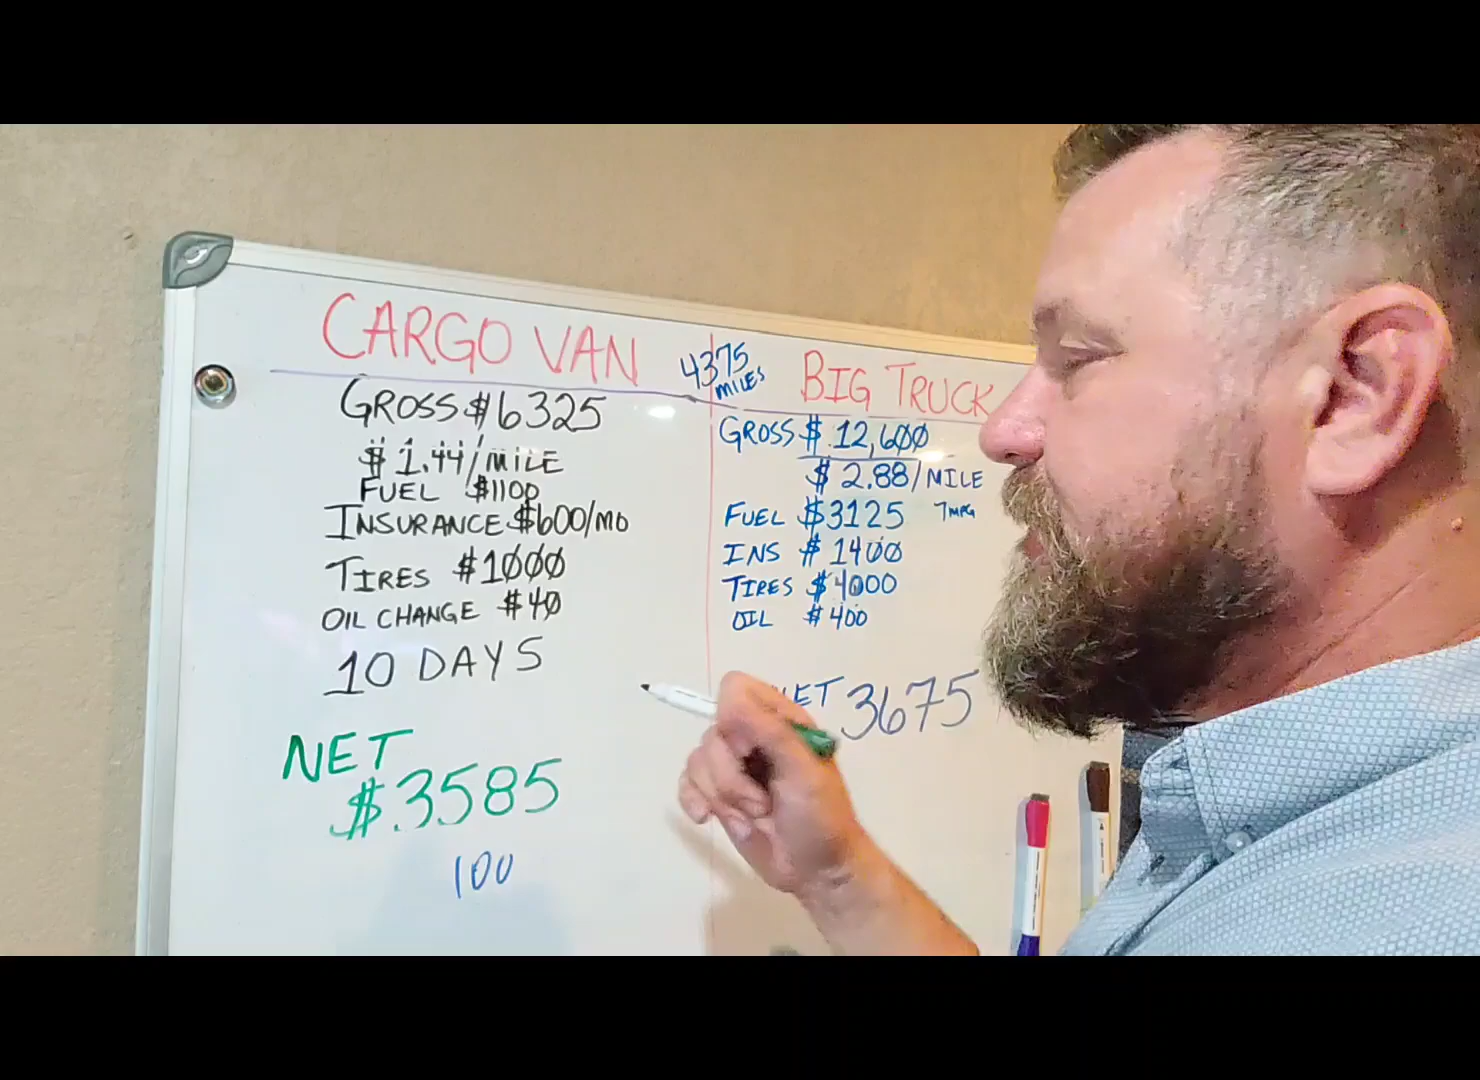 CARGO VAN
GROSS $6325
$1.44/MILE
FUEL $1100
INSURANCE $600/MO
TIRES $1000
OIL CHANGE $40
10 DAYS
NET
$3585
100
4375
MILES
BIG TRUCK
GROSS $ 12,600
$ 2.88/MILE
FUEL $3125 7MPG
INS $ 1400
TIRES $4000
OIL $400
NET 3675